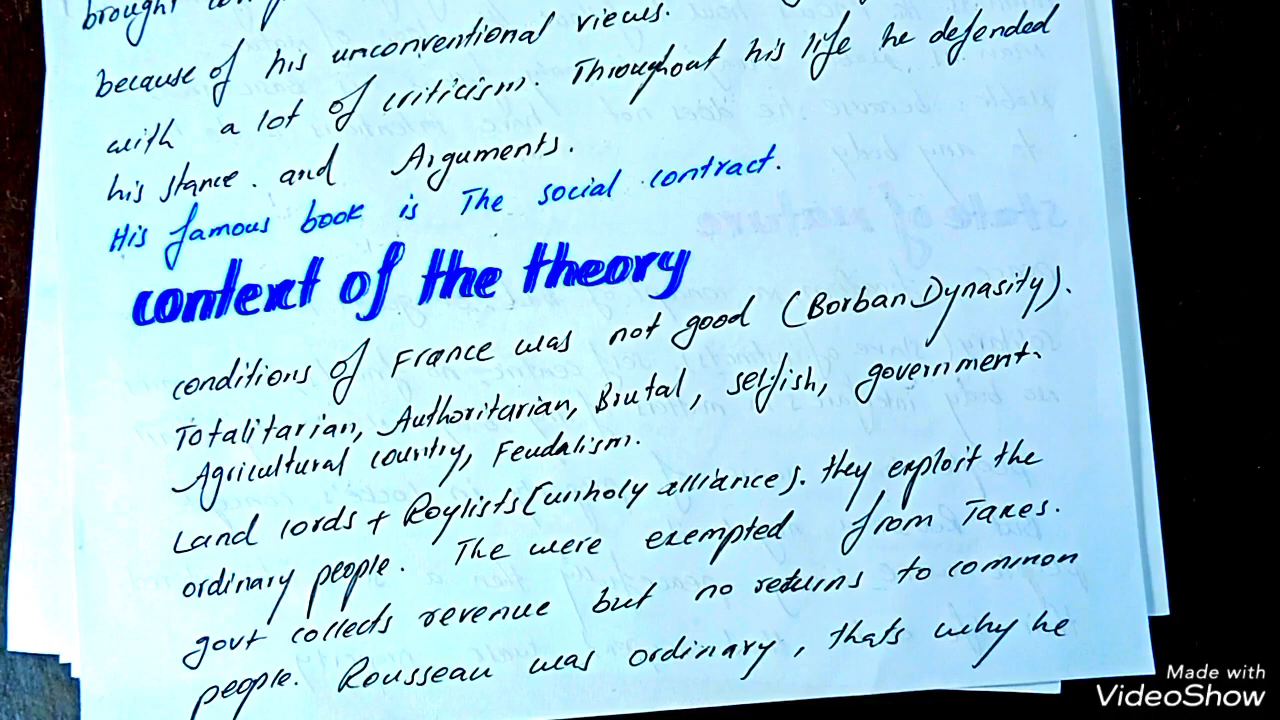 brought
because of his unconventional views.
with a lot of criticism. Throughout his life he defended
his stance. and Arguments.
His famous book is The social contract.
context of the theory
conditions of France was not good (Borban Dynasity).
Totalitarian, Authoritarian, Brutal, selfish, government.
Agricultural country, Feudalism.
Land lords + Roylists [unholy alliance]. they exploit the
ordinary people. The were exempted from Taxes.
govt collects revenue but no returns to common
people. Rousseau was ordinary, thats why he
Made with
VideoShow